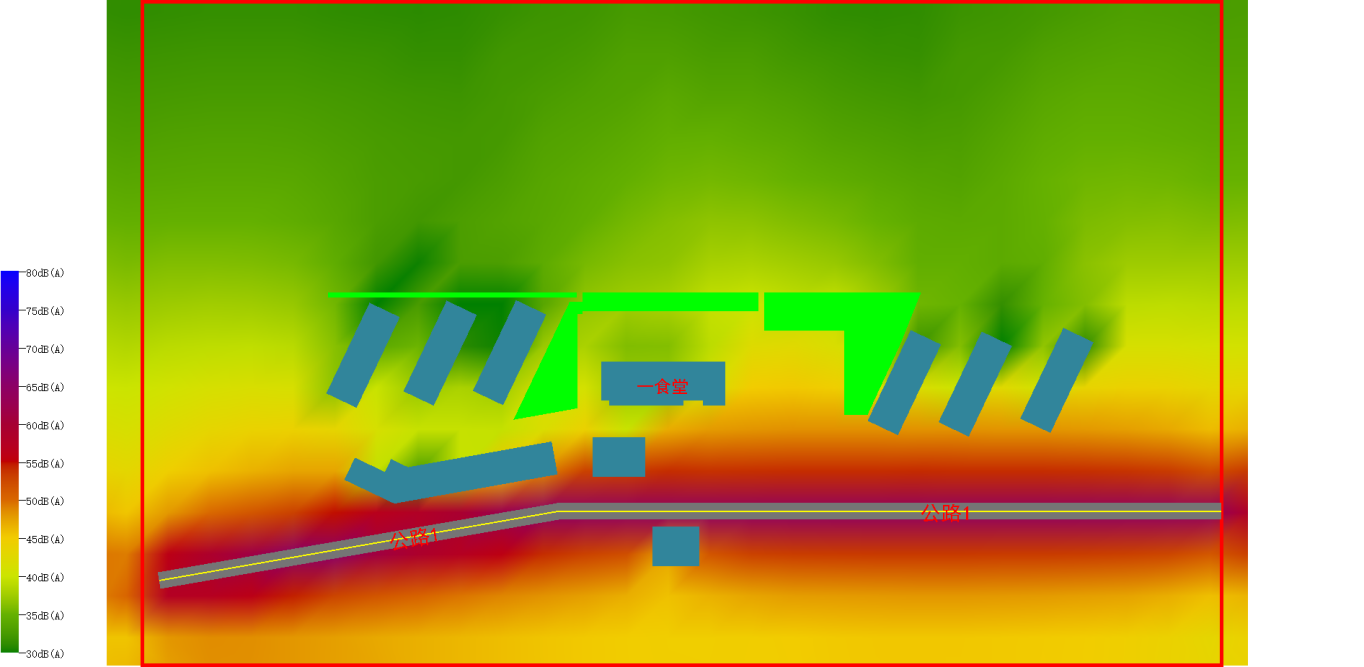 80dB(A)
75dB(A)
70dB(A)
65dB(A)
60dB(A)
55dB(A)
50dB(A)
45dB(A)
40dB(A)
35dB(A)
30dB(A)
一食堂
公路1
公路1